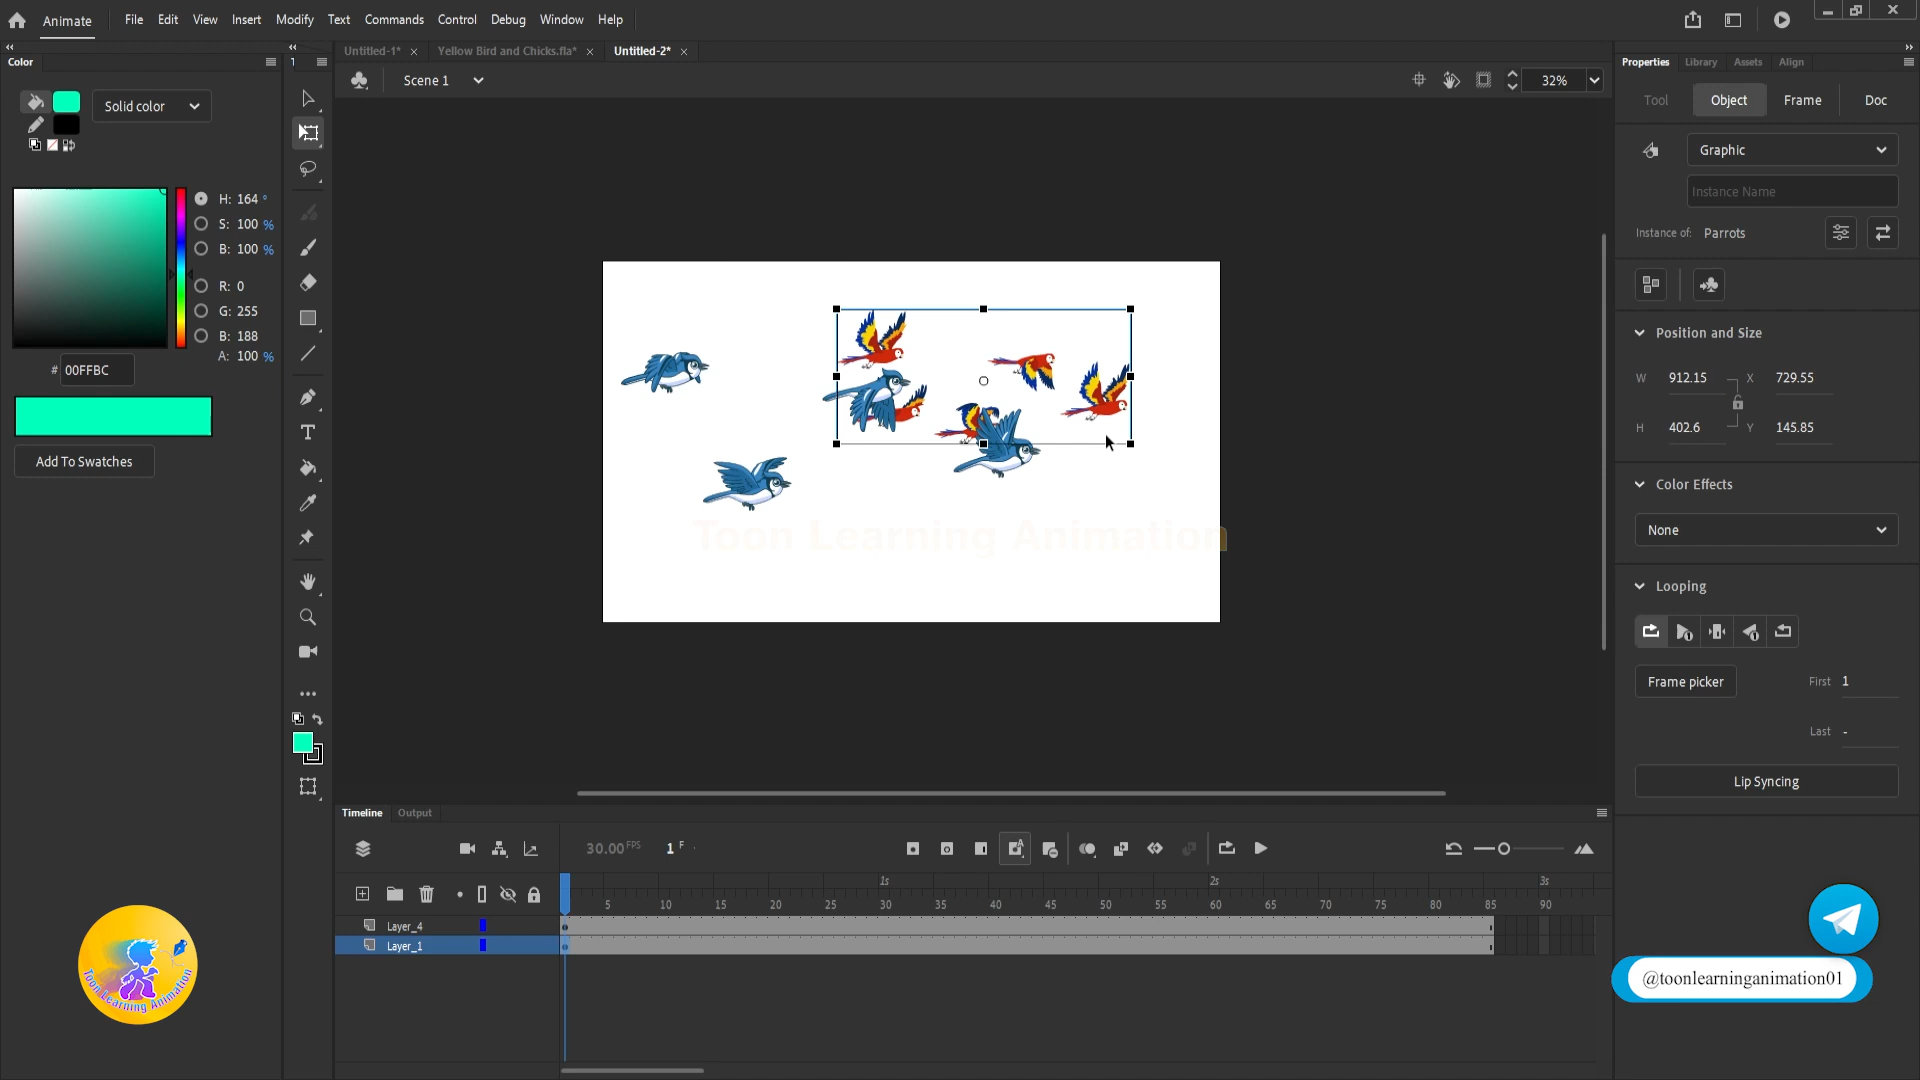 Animate File Edit View Insert Modify Text Commands Control Debug Window Help
Untitled-1* × Yellow Bird and Chicks.fla* × Untitled-2* ×
Color
Scene 1
32%
Solid color
H: 164 °
S: 100 %
B: 100 %
R: 0
G: 255
B: 188
A: 100 %
# 00FFBC
Add To Swatches
Toon Learning Animation
Properties Library Assets Align
Tool Object Frame Doc
Graphic
Instance Name
Instance of: Parrots
Position and Size
W 912.15 X 729.55
H 402.6 Y 145.85
Color Effects
None
Looping
Frame picker First 1
Last -
Lip Syncing
Timeline Output
30.00 FPS 1 F
1s 2s 3s
5 10 15 20 25 30 35 40 45 50 55 60 65 70 75 80 85 90
Layer_4
Layer_1
Toon Learning Animation
@toonlearninganimation01